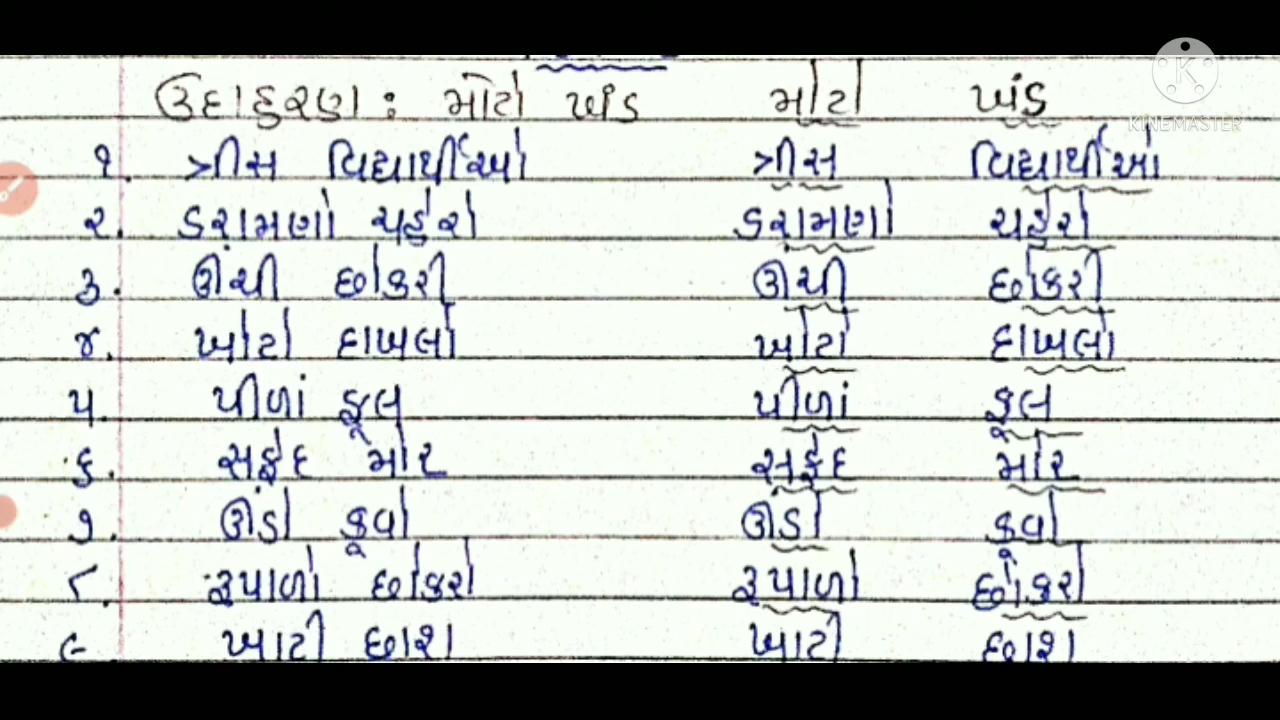 KINEMASTER
ઉદાહરણ : મોટો ખંડ મોટો ખંડ
૧. ત્રીસ વિદ્યાર્થીઓ ત્રીસ વિદ્યાર્થીઓ
૨. ડરામણો ચહેરો ડરામણો ચહેરો
૩. ઊંચી છોકરી ઊંચી છોકરી
૪. ખોટો દાખલો ખોટો દાખલો
૫. પીળાં ફૂલ પીળાં ફૂલ
૬. સફેદ મોર સફેદ મોર
૭. ઊંડો કૂવો ઊંડો કૂવો
૮. રૂપાળો છોકરો રૂપાળો છોકરો
૯ ખાટી છાશ ખાટી છાશ